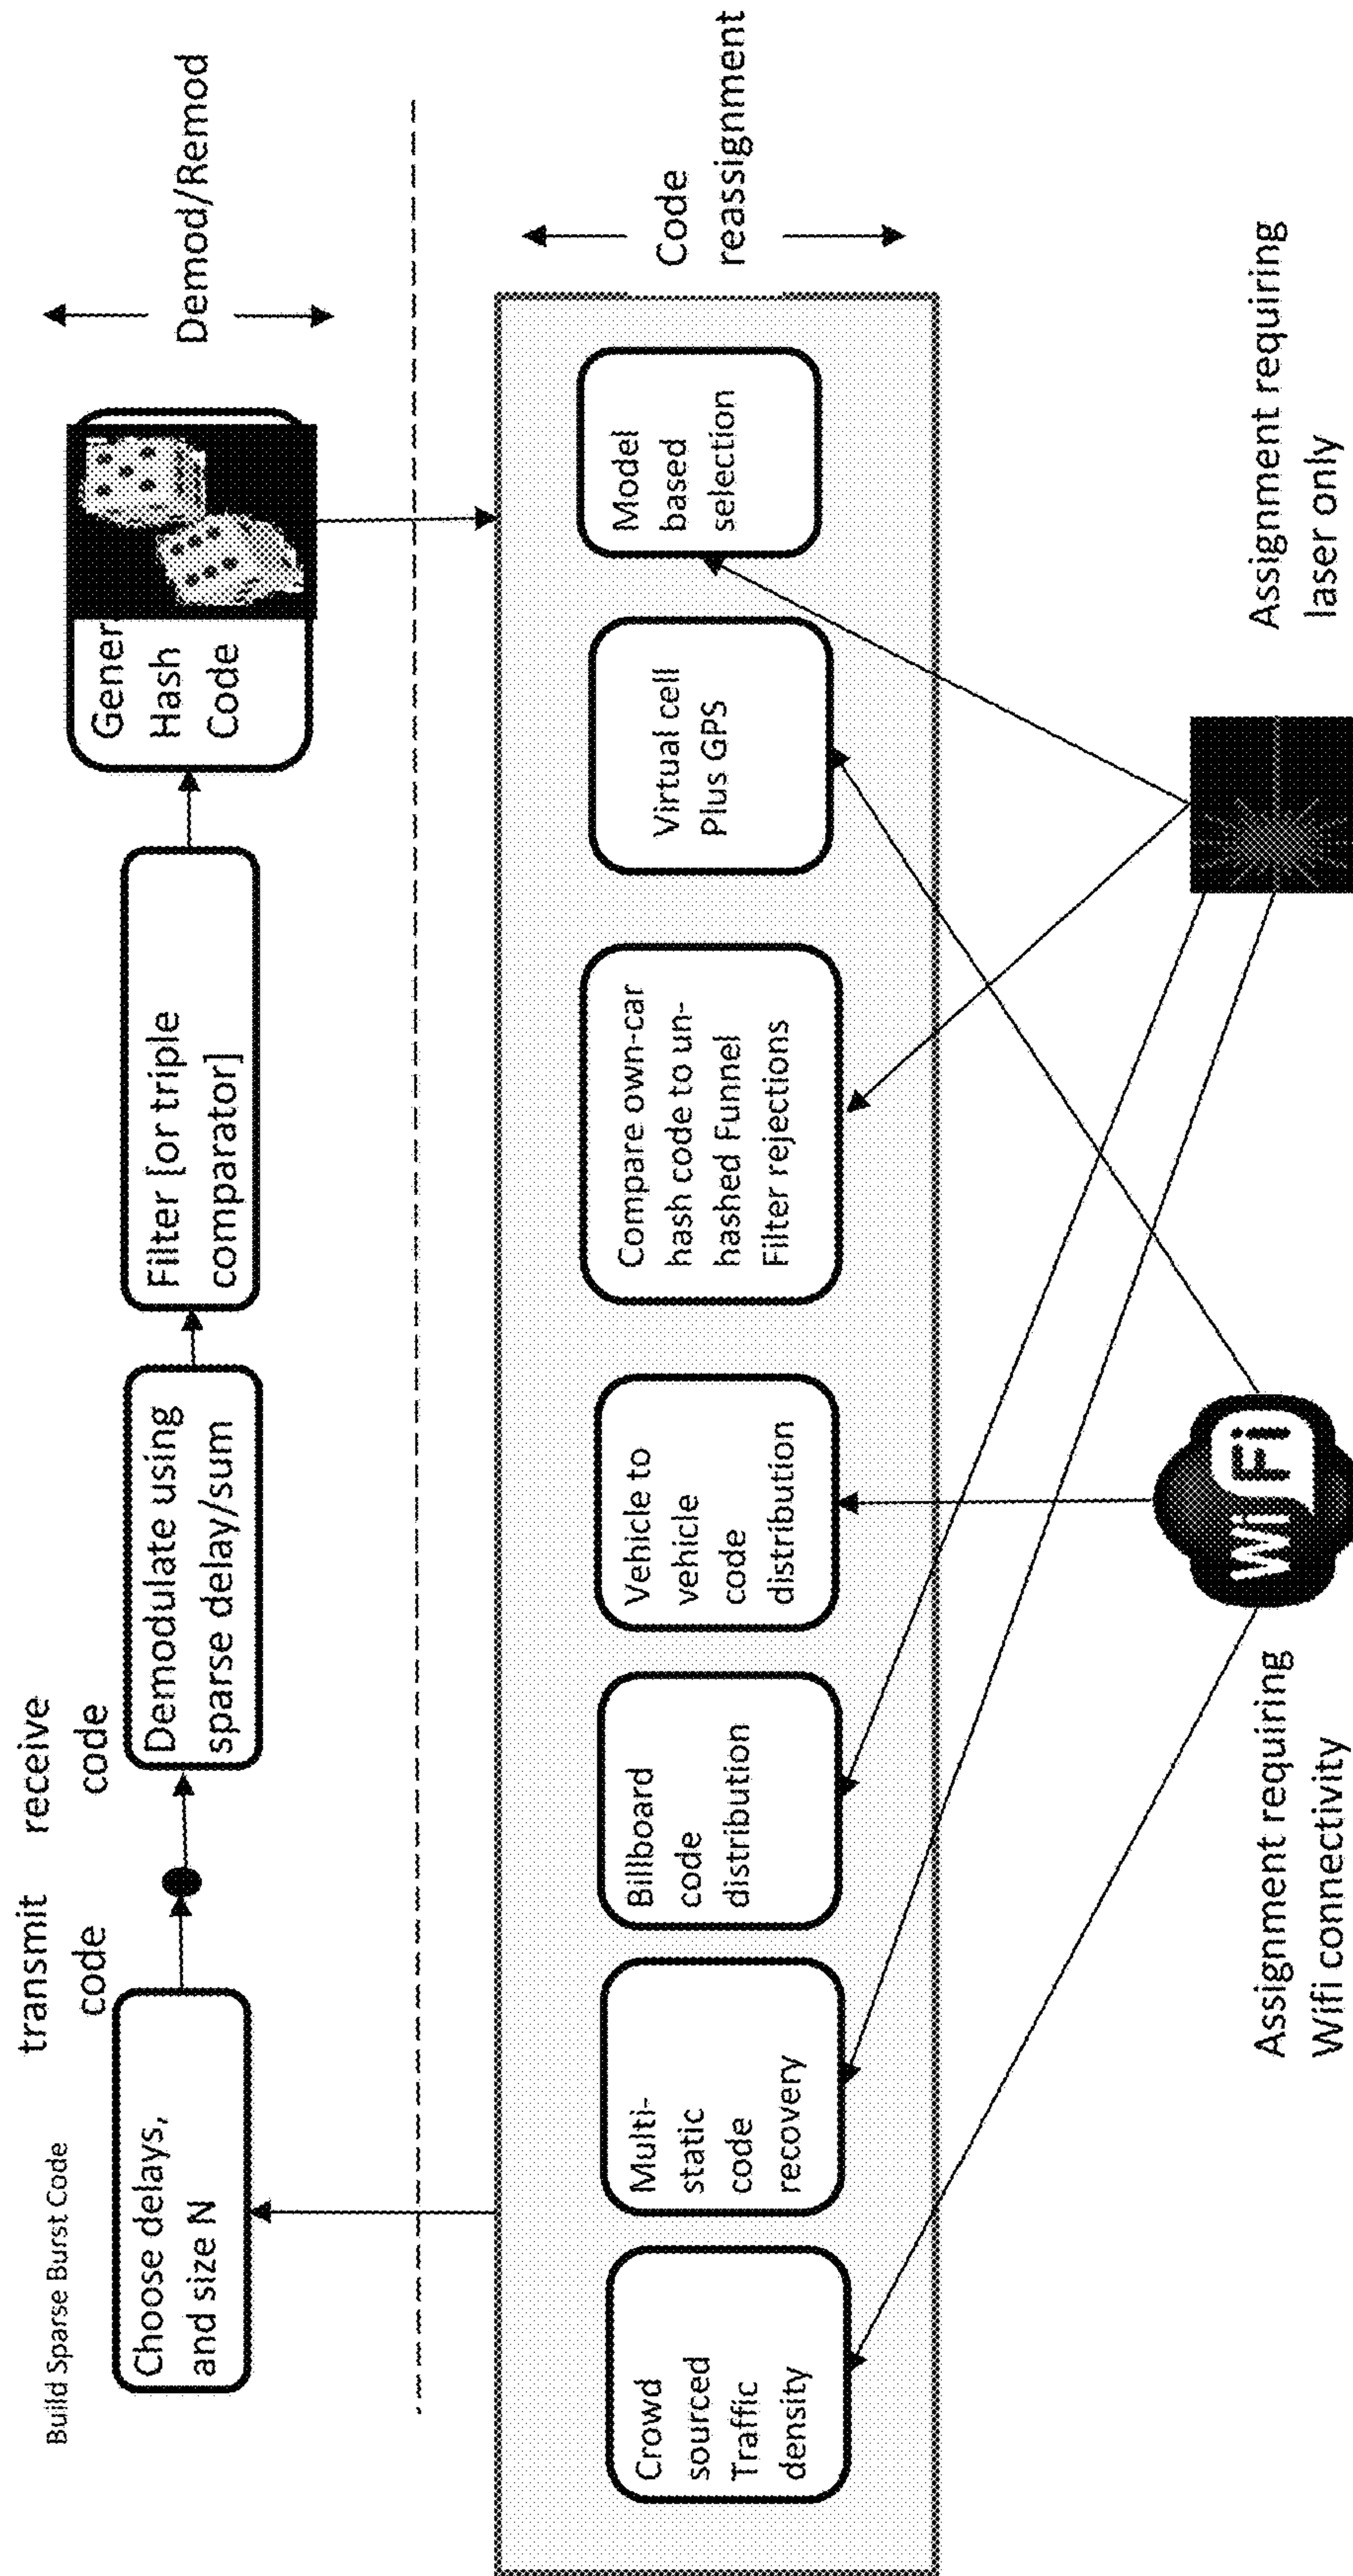 Build Sparse Burst Code
transmit
code
receive
code
Choose delays,
and size N
Demodulate using
sparse delay/sum
Filter [or triple
comparator]
Gener
Hash
Code
Demod/Remod
Crowd
sourced
Traffic
density
Multi-
static
code
recovery
Billboard
code
distribution
Vehicle to
vehicle
code
distribution
Compare own-car
hash code to un-
hashed Funnel
Filter rejections
Virtual cell
Plus GPS
Model
based
selection
Code
reassignment
Assignment requiring
Wifi connectivity
Wi Fi
Assignment requiring
laser only